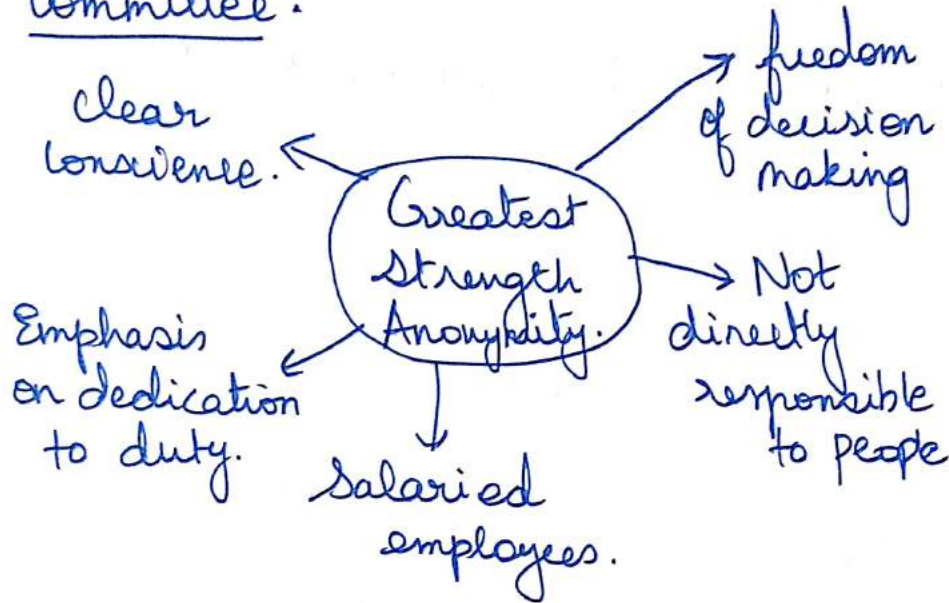 committee.
clear
conscience.
freedom
of decision
making
Greatest
Strength
Anonymity.
Not
directly
responsible
to people
Emphasis
on dedication
to duty.
Salaried
employees.